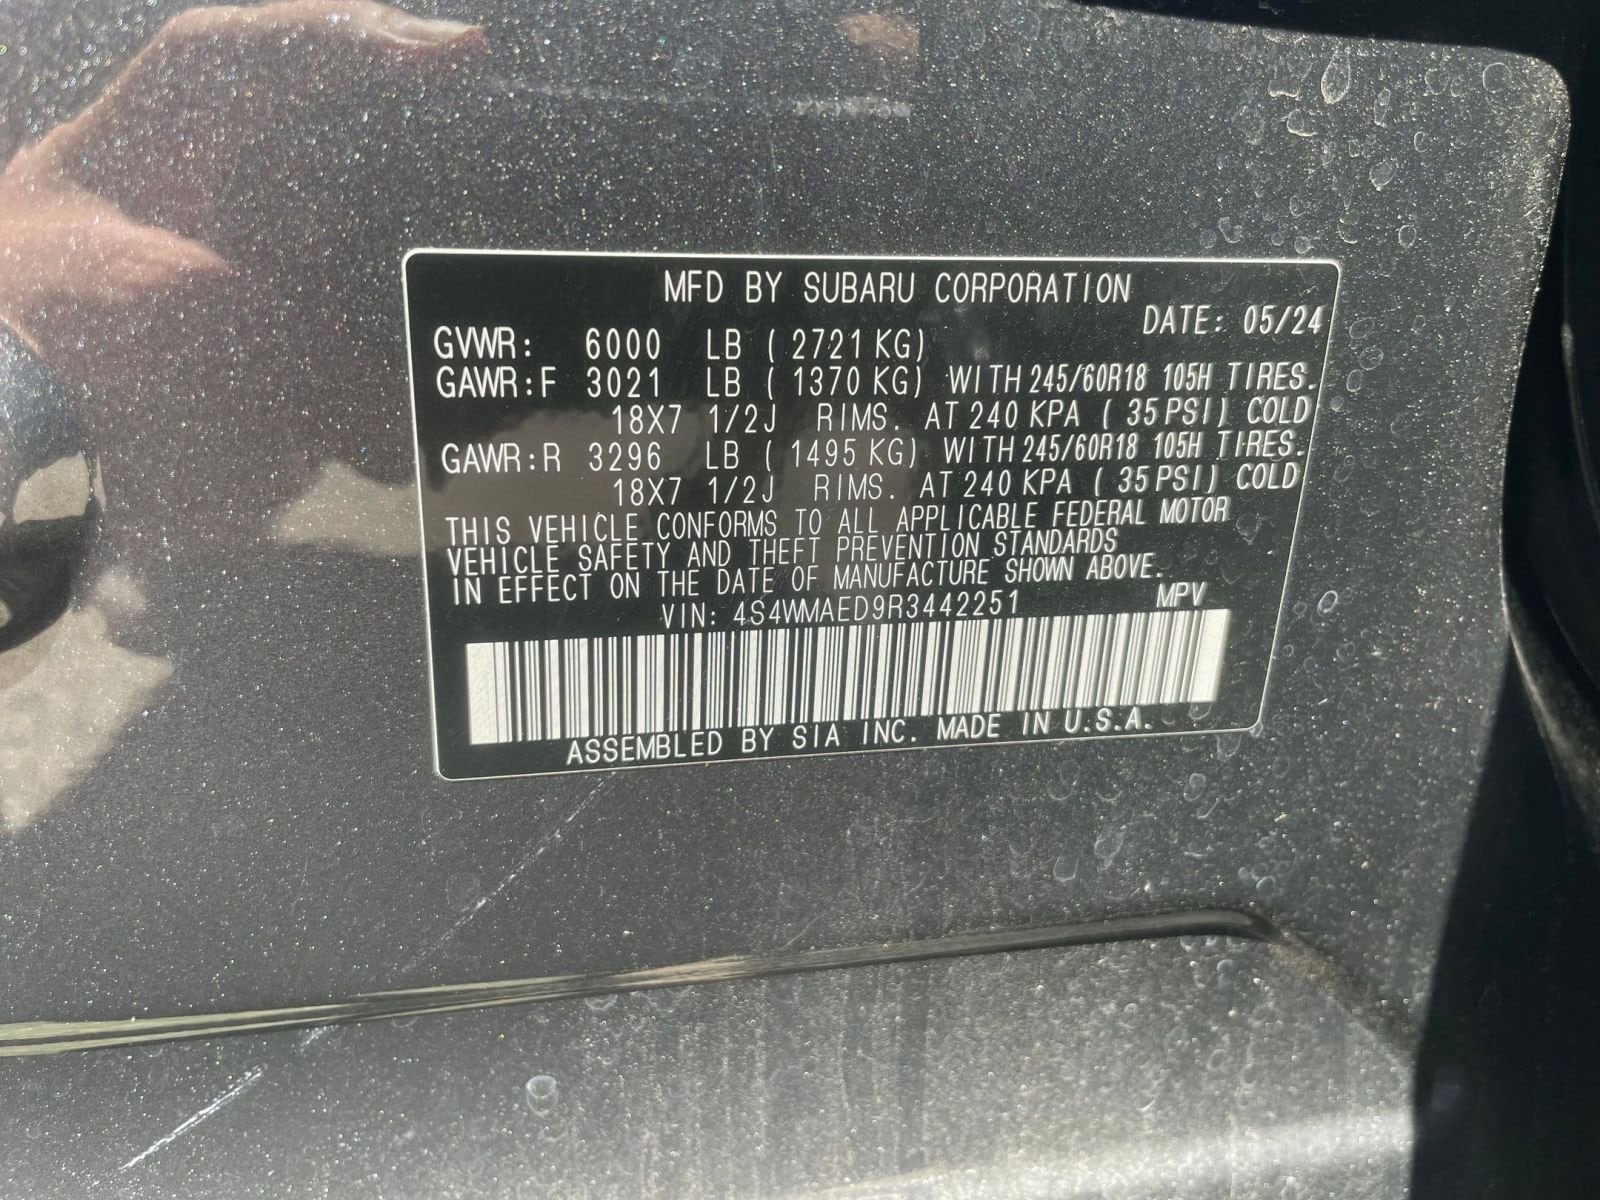 MFD BY SUBARU CORPORATION
DATE: 05/24
GVWR: 6000 LB ( 2721 KG)
GAWR:F 3021 LB ( 1370 KG) WITH 245/60R18 105H TIRES.
18X7 1/2J RIMS. AT 240 KPA ( 35 PSI) COLD
GAWR:R 3296 LB ( 1495 KG) WITH 245/60R18 105H TIRES.
18X7 1/2J RIMS. AT 240 KPA ( 35 PSI) COLD
THIS VEHICLE CONFORMS TO ALL APPLICABLE FEDERAL MOTOR
VEHICLE SAFETY AND THEFT PREVENTION STANDARDS
IN EFFECT ON THE DATE OF MANUFACTURE SHOWN ABOVE.
VIN: 4S4WMAED9R3442251 MPV
ASSEMBLED BY SIA INC. MADE IN U.S.A.